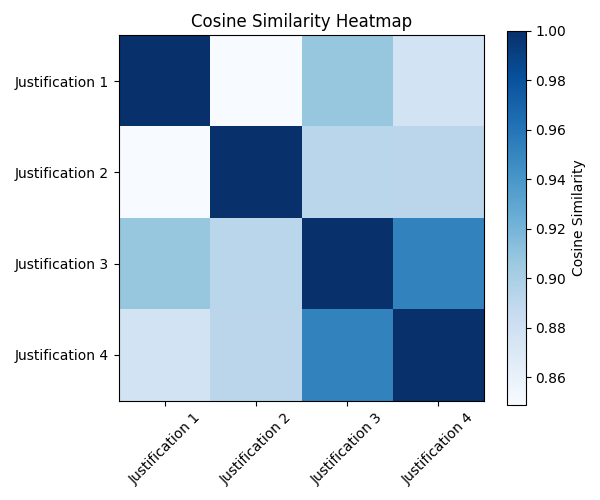 Cosine Similarity Heatmap
Justification 1
Justification 2
Justification 3
Justification 4
Justification 1
Justification 2
Justification 3
Justification 4
1.00
0.98
0.96
0.94
0.92
0.90
0.88
0.86
Cosine Similarity